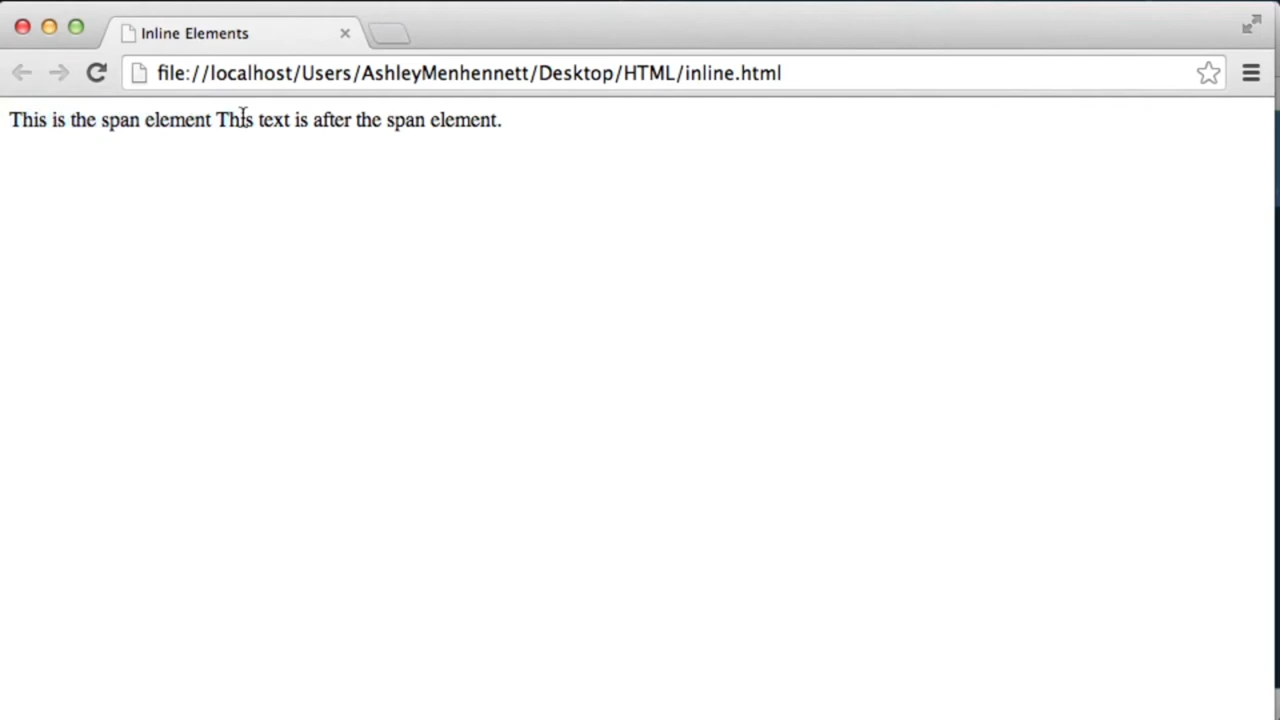 Inline Elements
file://localhost/Users/AshleyMenhennett/Desktop/HTML/inline.html
This is the span element This text is after the span element.